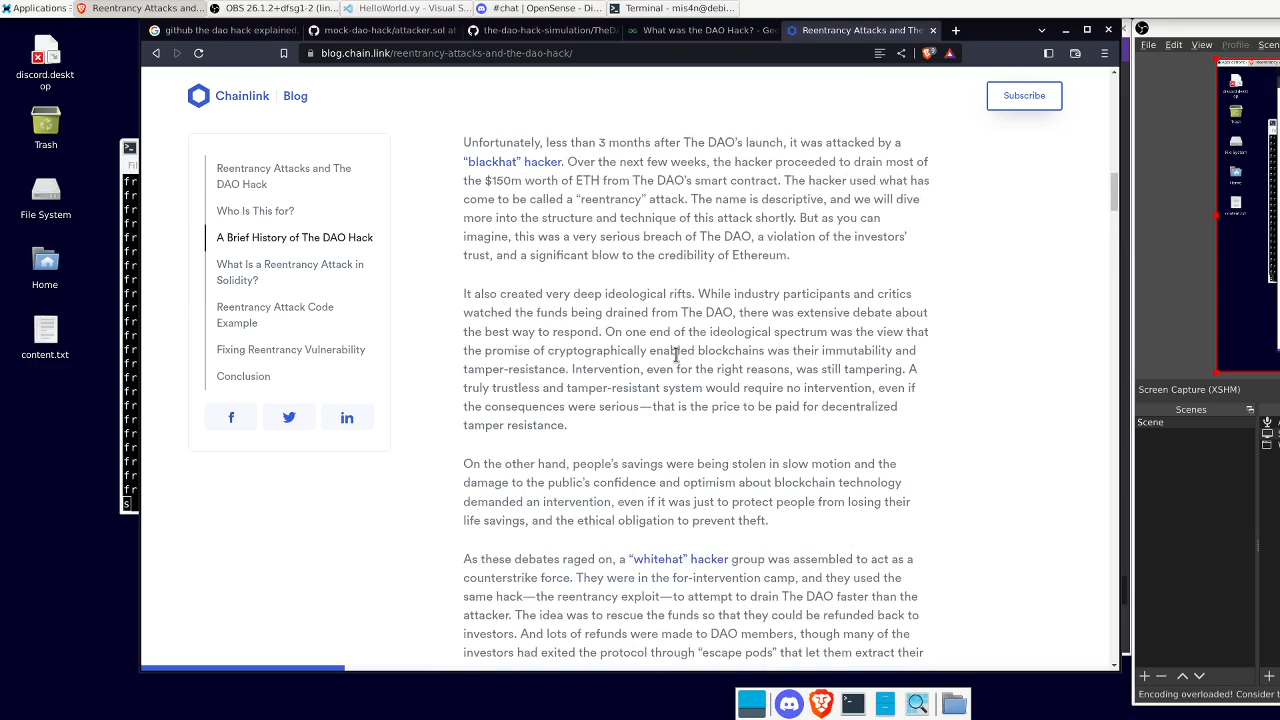 Applications
Reentrancy Attacks and...
OBS 26.1.2+dfsg1-2 (lin...
HelloWorld.vy - Visual S...
#chat | OpenSense - Di...
Terminal - mis4n@debi...
github the dao hack explained.
mock-dao-hack/attacker.sol at
the-dao-hack-simulation/TheD
What was the DAO Hack? - Ge
Reentrancy Attacks and The
blog.chain.link/reentrancy-attacks-and-the-dao-hack/
discord.deskt
op
Trash
File System
Home
content.txt
Chainlink | Blog
Subscribe
Reentrancy Attacks and The
DAO Hack
Who Is This for?
A Brief History of The DAO Hack
What Is a Reentrancy Attack in
Solidity?
Reentrancy Attack Code
Example
Fixing Reentrancy Vulnerability
Conclusion
Unfortunately, less than 3 months after The DAO’s launch, it was attacked by a
“blackhat” hacker. Over the next few weeks, the hacker proceeded to drain most of
the $150m worth of ETH from The DAO’s smart contract. The hacker used what has
come to be called a “reentrancy” attack. The name is descriptive, and we will dive
more into the structure and technique of this attack shortly. But as you can
imagine, this was a very serious breach of The DAO, a violation of the investors’
trust, and a significant blow to the credibility of Ethereum.
It also created very deep ideological rifts. While industry participants and critics
watched the funds being drained from The DAO, there was extensive debate about
the best way to respond. On one end of the ideological spectrum was the view that
the promise of cryptographically enabled blockchains was their immutability and
tamper-resistance. Intervention, even for the right reasons, was still tampering. A
truly trustless and tamper-resistant system would require no intervention, even if
the consequences were serious—that is the price to be paid for decentralized
tamper resistance.
On the other hand, people’s savings were being stolen in slow motion and the
damage to the public’s confidence and optimism about blockchain technology
demanded an intervention, even if it was just to protect people from losing their
life savings, and the ethical obligation to prevent theft.
As these debates raged on, a “whitehat” hacker group was assembled to act as a
counterstrike force. They were in the for-intervention camp, and they used the
same hack—the reentrancy exploit—to attempt to drain The DAO faster than the
attacker. The idea was to rescue the funds so that they could be refunded back to
investors. And lots of refunds were made to DAO members, though many of the
investors had exited the protocol through “escape pods” that let them extract their
File Edit View Profile Scen
Screen Capture (XSHM)
Scenes
Scene
Encoding overloaded! Consider t